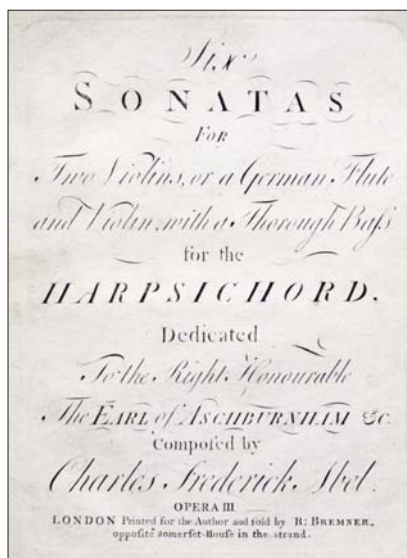 Six
SONATAS
FOR
Two Violins, or a German Flute
and Violin, with a Thorough Baſs
for the
HARPSICHORD,
Dedicated
To the Right Honourable
The EARL of ASCHBURNHAM &c.
Compoſed by
Charles Frederick Abel.
OPERA III
LONDON Printed for the Author and ſold by R: BREMNER,
oppoſite Somerſet-Houſe in the ſtrand.